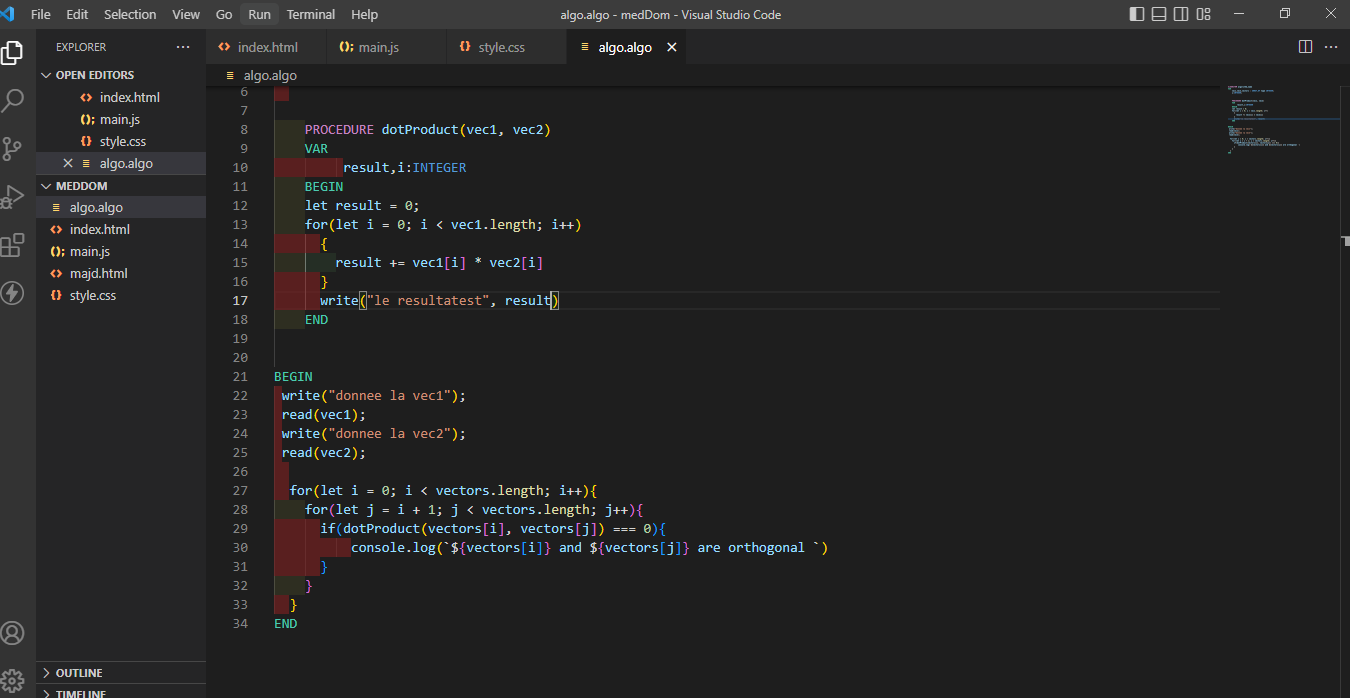 File Edit Selection View Go Run Terminal Help
algo.algo - medDom - Visual Studio Code
EXPLORER
OPEN EDITORS
index.html
main.js
style.css
algo.algo
MEDDOM
algo.algo
index.html
main.js
majd.html
style.css
OUTLINE
TIMELINE
index.html main.js style.css algo.algo
algo.algo
6
7
8 PROCEDURE dotProduct(vec1, vec2)
9 VAR
10 result,i:INTEGER
11 BEGIN
12 let result = 0;
13 for(let i = 0; i < vec1.length; i++)
14 {
15 result += vec1[i] * vec2[i]
16 }
17 write("le resultatest", result)
18 END
19
20
21 BEGIN
22 write("donnee la vec1");
23 read(vec1);
24 write("donnee la vec2");
25 read(vec2);
26
27 for(let i = 0; i < vectors.length; i++){
28 for(let j = i + 1; j < vectors.length; j++){
29 if(dotProduct(vectors[i], vectors[j]) === 0){
30 console.log(`${vectors[i]} and ${vectors[j]} are orthogonal `)
31 }
32 }
33 }
34 END